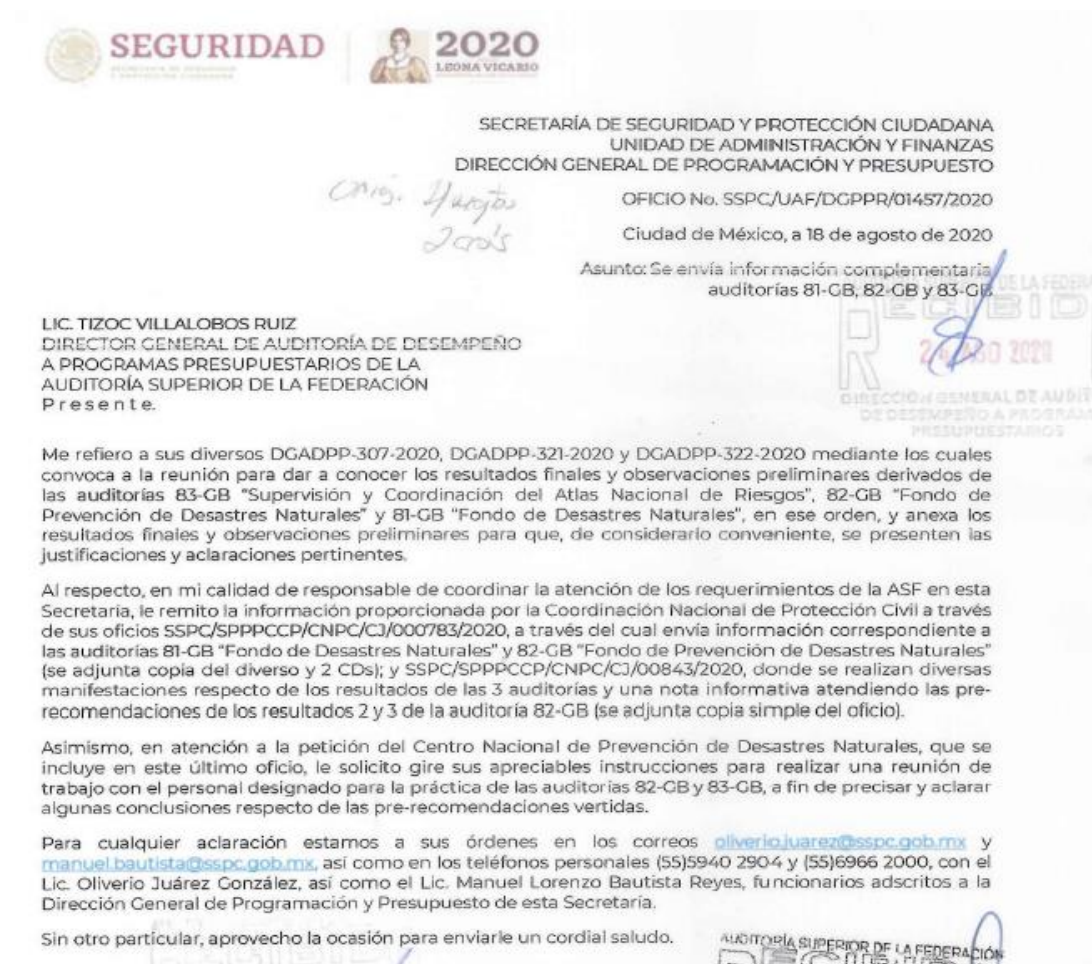 SEGURIDAD
2020
LEONA VICARIO
SECRETARÍA DE SEGURIDAD Y PROTECCIÓN CIUDADANA
UNIDAD DE ADMINISTRACIÓN Y FINANZAS
DIRECCIÓN GENERAL DE PROGRAMACIÓN Y PRESUPUESTO
OFICIO No. SSPC/UAF/DGPPR/01457/2020
Ciudad de México, a 18 de agosto de 2020
Asunto: Se envía información complementaria
auditorías 81-GB, 82-GB y 83-GB
DE LA FEDERA
RECIBID
AGO 2020
DIRECCIÓN GENERAL DE AUDIT
DE DESEMPEÑO A PROGRAM
PRESUPUESTARIOS
LIC. TIZOC VILLALOBOS RUIZ
DIRECTOR GENERAL DE AUDITORÍA DE DESEMPEÑO
A PROGRAMAS PRESUPUESTARIOS DE LA
AUDITORÍA SUPERIOR DE LA FEDERACIÓN
P r e s e n t e.
Me refiero a sus diversos DGADPP-307-2020, DGADPP-321-2020 y DGADPP-322-2020 mediante los cuales
convoca a la reunión para dar a conocer los resultados finales y observaciones preliminares derivados de
las auditorías 83-GB "Supervisión y Coordinación del Atlas Nacional de Riesgos", 82-GB "Fondo de
Prevención de Desastres Naturales" y 81-GB "Fondo de Desastres Naturales", en ese orden, y anexa los
resultados finales y observaciones preliminares para que, de considerarlo conveniente, se presenten las
justificaciones y aclaraciones pertinentes.
Al respecto, en mi calidad de responsable de coordinar la atención de los requerimientos de la ASF en esta
Secretaría, le remito la información proporcionada por la Coordinación Nacional de Protección Civil a través
de sus oficios SSPC/SPPPCCP/CNPC/CJ/000783/2020, a través del cual envía información correspondiente a
las auditorías 81-GB "Fondo de Desastres Naturales" y 82-GB "Fondo de Prevención de Desastres Naturales"
(se adjunta copia del diverso y 2 CDs); y SSPC/SPPPCCP/CNPC/CJ/00843/2020, donde se realizan diversas
manifestaciones respecto de los resultados de las 3 auditorías y una nota informativa atendiendo las pre-
recomendaciones de los resultados 2 y 3 de la auditoría 82-GB (se adjunta copia simple del oficio).
Asimismo, en atención a la petición del Centro Nacional de Prevención de Desastres Naturales, que se
incluye en este último oficio, le solicito gire sus apreciables instrucciones para realizar una reunión de
trabajo con el personal designado para la práctica de las auditorías 82-GB y 83-GB, a fin de precisar y aclarar
algunas conclusiones respecto de las pre-recomendaciones vertidas.
Para cualquier aclaración estamos a sus órdenes en los correos oliverio.juarez@sspc.gob.mx y
manuel.bautista@sspc.gob.mx, así como en los teléfonos personales (55)5940 2904 y (55)6966 2000, con el
Lic. Oliverio Juárez González, así como el Lic. Manuel Lorenzo Bautista Reyes, funcionarios adscritos a la
Dirección General de Programación y Presupuesto de esta Secretaría.
Sin otro particular, aprovecho la ocasión para enviarle un cordial saludo.
AUDITORÍA SUPERIOR DE LA FEDERACIÓN